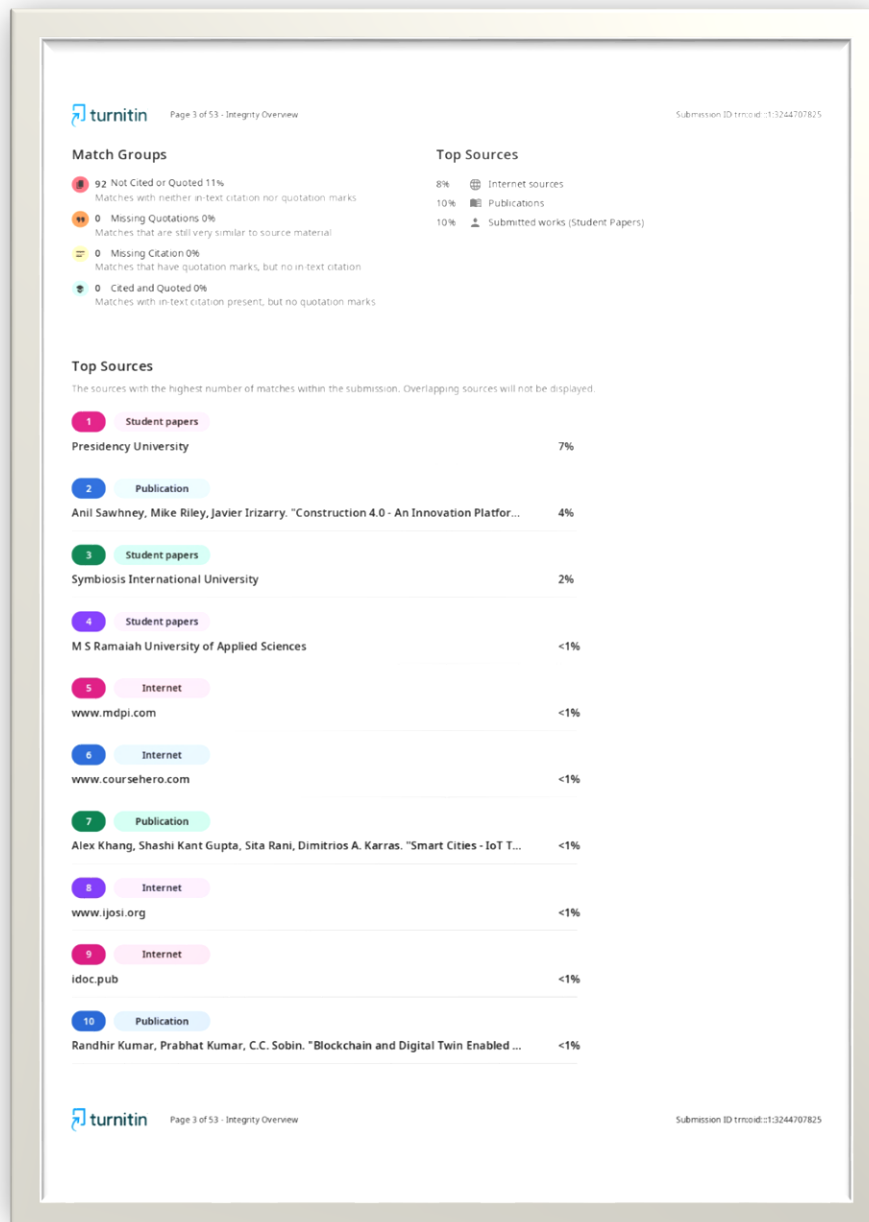 turnitin Page 3 of 53 - Integrity Overview Submission ID trn:oid:::1:3244707825
Match Groups
92 Not Cited or Quoted 11%
Matches with neither in-text citation nor quotation marks
0 Missing Quotations 0%
Matches that are still very similar to source material
0 Missing Citation 0%
Matches that have quotation marks, but no in-text citation
0 Cited and Quoted 0%
Matches with in-text citation present, but no quotation marks
Top Sources
8% Internet sources
10% Publications
10% Submitted works (Student Papers)
Top Sources
The sources with the highest number of matches within the submission. Overlapping sources will not be displayed.
1 Student papers
Presidency University 7%
2 Publication
Anil Sawhney, Mike Riley, Javier Irizarry. "Construction 4.0 - An Innovation Platfor... 4%
3 Student papers
Symbiosis International University 2%
4 Student papers
M S Ramaiah University of Applied Sciences <1%
5 Internet
www.mdpi.com <1%
6 Internet
www.coursehero.com <1%
7 Publication
Alex Khang, Shashi Kant Gupta, Sita Rani, Dimitrios A. Karras. "Smart Cities - IoT T... <1%
8 Internet
www.ijosi.org <1%
9 Internet
idoc.pub <1%
10 Publication
Randhir Kumar, Prabhat Kumar, C.C. Sobin. "Blockchain and Digital Twin Enabled ... <1%
turnitin Page 3 of 53 - Integrity Overview Submission ID trn:oid:::1:3244707825